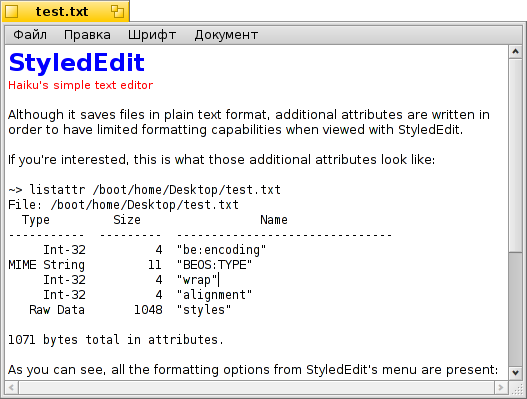 test.txt
Файл Правка Шрифт Документ
StyledEdit
Haiku's simple text editor
Although it saves files in plain text format, additional attributes are written in
order to have limited formatting capabilities when viewed with StyledEdit.
If you're interested, this is what those additional attributes look like:
~> listattr /boot/home/Desktop/test.txt
File: /boot/home/Desktop/test.txt
Type Size Name
----------- --------- -------------------------------
Int-32 4 "be:encoding"
MIME String 11 "BEOS:TYPE"
Int-32 4 "wrap"
Int-32 4 "alignment"
Raw Data 1048 "styles"
1071 bytes total in attributes.
As you can see, all the formatting options from StyledEdit's menu are present: